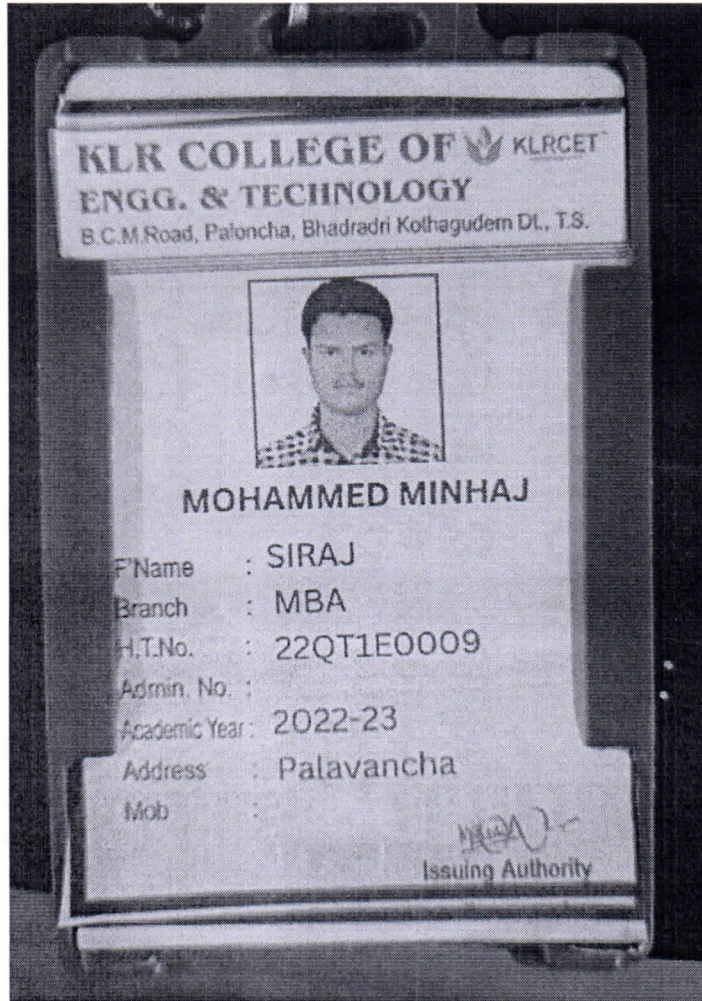 KLR COLLEGE OF KLRCET
ENGG. & TECHNOLOGY
B.C.M.Road, Paloncha, Bhadradri Kothagudem Dt., T.S.
MOHAMMED MINHAJ
F'Name : SIRAJ
Branch : MBA
H.T.No. : 22QT1E0009
Admin. No. :
Academic Year : 2022-23
Address : Palavancha
Mob :
Issuing Authority